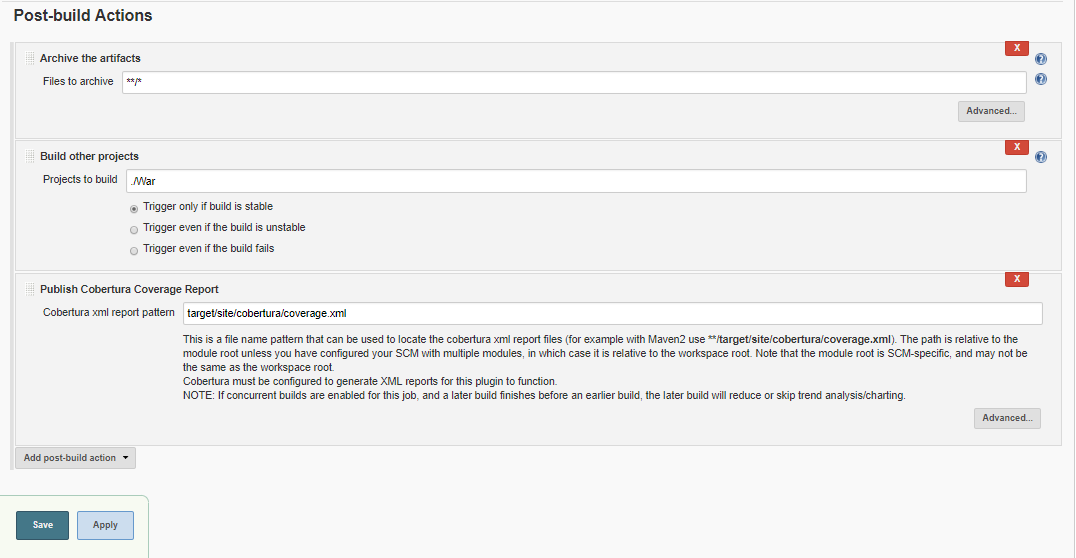 Post-build Actions
X
Archive the artifacts
?
Files to archive **/*
?
Advanced...
X
Build other projects
?
Projects to build ./War
Trigger only if build is stable
Trigger even if the build is unstable
Trigger even if the build fails
X
Publish Cobertura Coverage Report
Cobertura xml report pattern target/site/cobertura/coverage.xml
This is a file name pattern that can be used to locate the cobertura xml report files (for example with Maven2 use **/target/site/cobertura/coverage.xml). The path is relative to the
module root unless you have configured your SCM with multiple modules, in which case it is relative to the workspace root. Note that the module root is SCM-specific, and may not be
the same as the workspace root.
Cobertura must be configured to generate XML reports for this plugin to function.
NOTE: If concurrent builds are enabled for this job, and a later build finishes before an earlier build, the later build will reduce or skip trend analysis/charting.
Advanced...
Add post-build action
Save Apply